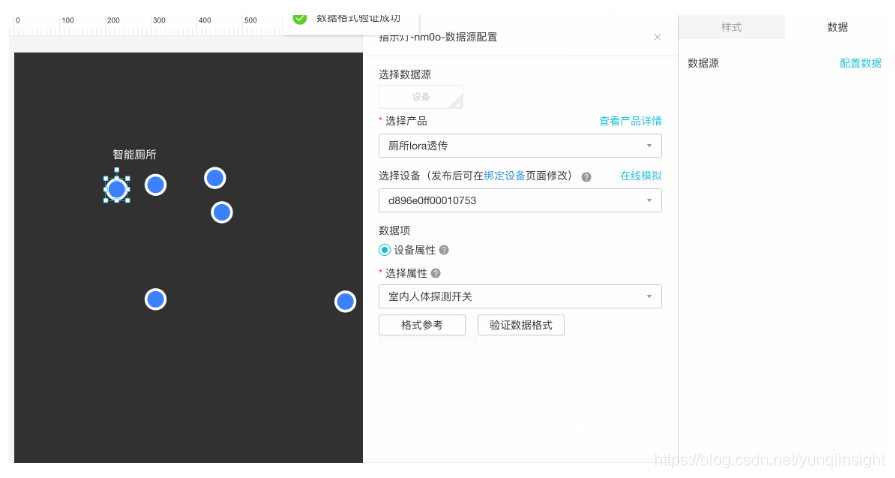 0 100 200 300 400 500
数据格式验证成功
指示灯-nm0o-数据源配置
样式 数据
数据源 配置数据
选择数据源
设备
* 选择产品 查看产品详情
厕所lora透传
选择设备（发布后可在绑定设备页面修改） ? 在线模拟
d896e0ff00010753
数据项
设备属性 ?
* 选择属性 ?
室内人体探测开关
格式参考 验证数据格式
智能厕所
https://blog.csdn.net/yunqiinsight